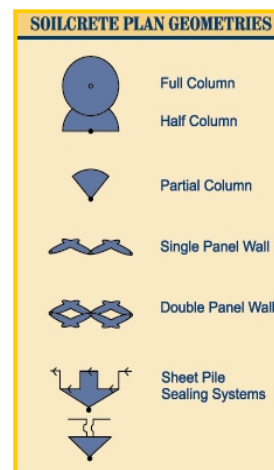 SOILCRETE PLAN GEOMETRIES
Full Column
Half Column
Partial Column
Single Panel Wall
Double Panel Wall
Sheet Pile
Sealing Systems